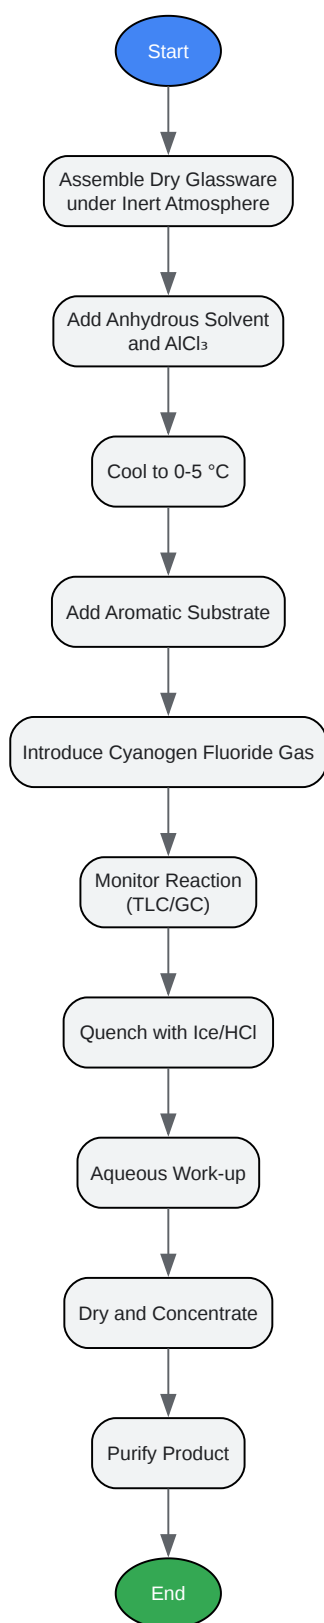 Start
Assemble Dry Glassware
under Inert Atmosphere
Add Anhydrous Solvent
and AlCl₃
Cool to 0-5 °C
Add Aromatic Substrate
Introduce Cyanogen Fluoride Gas
Monitor Reaction
(TLC/GC)
Quench with Ice/HCl
Aqueous Work-up
Dry and Concentrate
Purify Product
End